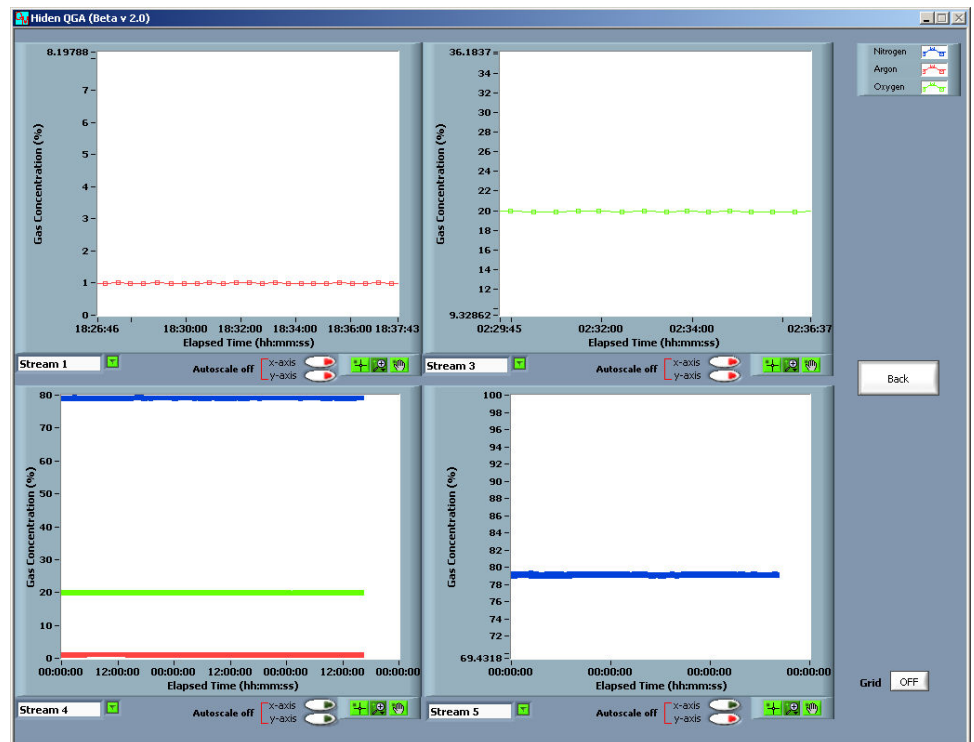 Hiden QGA (Beta v 2.0)
8.19788
7
6
5
4
3
2
1
0
Gas Concentration (%)
18:26:46 18:30:00 18:32:00 18:34:00 18:36:00 18:37:43
Elapsed Time (hh:mm:ss)
Stream 1
Autoscale off
x-axis
y-axis
36.1837
34
32
30
28
26
24
22
20
18
16
14
12
9.32862
Gas Concentration (%)
02:29:45 02:32:00 02:34:00 02:36:37
Elapsed Time (hh:mm:ss)
Stream 3
Autoscale off
x-axis
y-axis
Nitrogen
Argon
Oxygen
Back
80
70
60
50
40
30
20
10
0
Gas Concentration (%)
00:00:00 12:00:00 00:00:00 12:00:00 00:00:00 12:00:00 00:00:00
Elapsed Time (hh:mm:ss)
Stream 4
Autoscale off
x-axis
y-axis
100
98
96
94
92
90
88
86
84
82
80
78
76
74
72
69.4318
Gas Concentration (%)
00:00:00 00:00:00 00:00:00 00:00:00
Elapsed Time (hh:mm:ss)
Stream 5
Autoscale off
x-axis
y-axis
Grid OFF